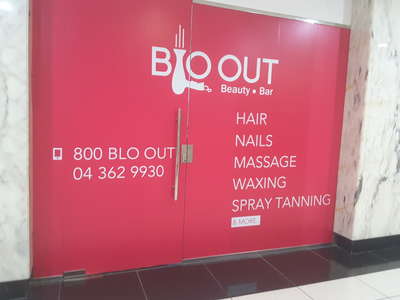 BLO OUT
Beauty • Bar
800 BLO OUT
04 362 9930
HAIR
NAILS
MASSAGE
WAXING
SPRAY TANNING
& MORE